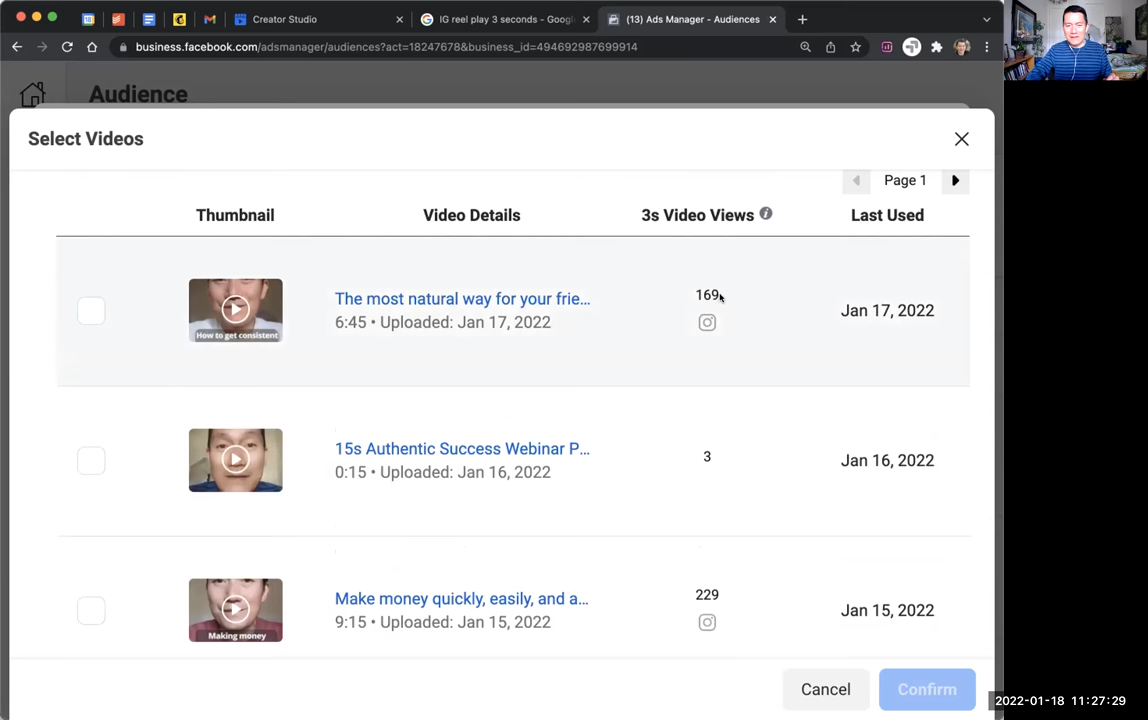 Creator Studio
IG reel play 3 seconds - Googl
(13) Ads Manager - Audiences
business.facebook.com/adsmanager/audiences?act=18247678&business_id=494692987699914
Audience
Select Videos
Page 1
Thumbnail
Video Details
3s Video Views
Last Used
How to get consistent
The most natural way for your frie...
6:45 • Uploaded: Jan 17, 2022
169
Jan 17, 2022
15s Authentic Success Webinar P...
0:15 • Uploaded: Jan 16, 2022
3
Jan 16, 2022
Making money
Make money quickly, easily, and a...
9:15 • Uploaded: Jan 15, 2022
229
Jan 15, 2022
Cancel
Confirm
2022-01-18 11:27:29